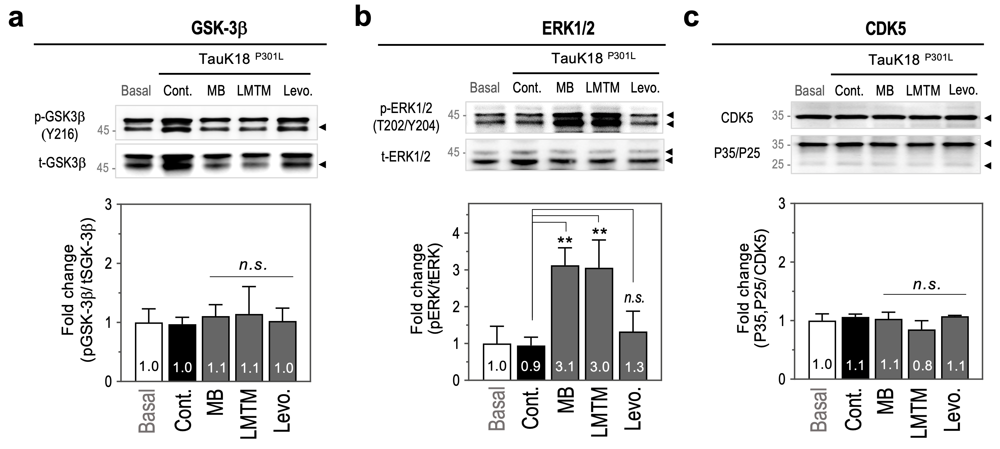 a
GSK-3β
TauK18 P301L
Basal Cont. MB LMTM Levo.
p-GSK3β
(Y216)
45
t-GSK3β
45
Fold change
(pGSK-3β/tSGK-3β)
3
2
1
0
n.s.
1.0 1.0 1.1 1.1 1.0
Basal Cont. MB LMTM Levo.
b
ERK1/2
TauK18 P301L
Basal Cont. MB LMTM Levo.
p-ERK1/2
(T202/Y204)
45
t-ERK1/2
45
Fold change
(pERK/tERK)
4
3
2
1
0
** **
n.s.
1.0 0.9 3.1 3.0 1.3
Basal Cont. MB LMTM Levo.
c
CDK5
TauK18 P301L
Basal Cont. MB LMTM Levo.
CDK5
35
P35/P25
35
25
Fold change
(P35,P25/CDK5)
3
2
1
0
n.s.
1.0 1.1 1.1 0.8 1.1
Basal Cont. MB LMTM Levo.